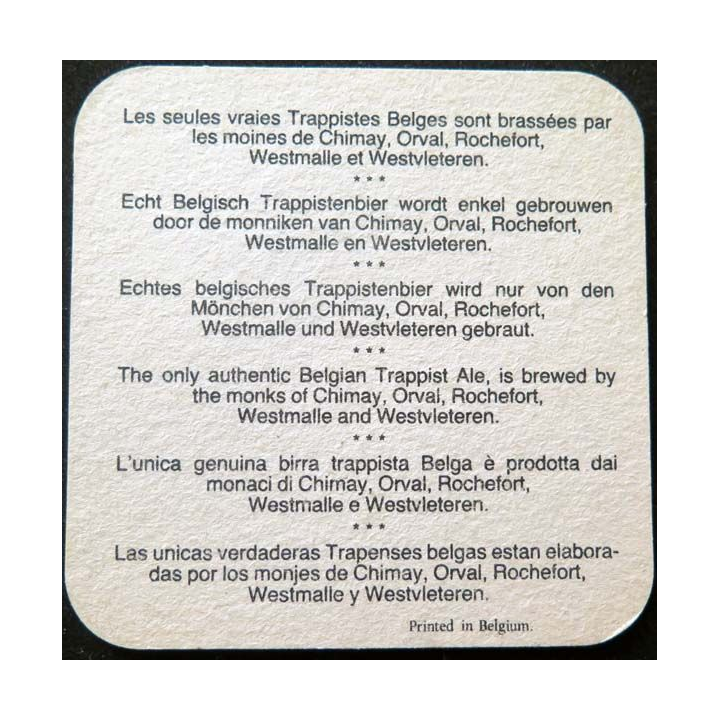 Les seules vraies Trappistes Belges sont brassées par
les moines de Chimay, Orval, Rochefort,
Westmalle et Westvleteren.
* * *
Echt Belgisch Trappistenbier wordt enkel gebrouwen
door de monniken van Chimay, Orval, Rochefort,
Westmalle en Westvleteren.
* * *
Echtes belgisches Trappistenbier wird nur von den
Mönchen von Chimay, Orval, Rochefort,
Westmalle und Westvleteren gebraut.
* * *
The only authentic Belgian Trappist Ale, is brewed by
the monks of Chimay, Orval, Rochefort,
Westmalle and Westvleteren.
* * *
L'unica genuina birra trappista Belga è prodotta dai
monaci di Chimay, Orval, Rochefort,
Westmalle e Westvleteren.
* * *
Las unicas verdaderas Trapenses belgas estan elabora-
das por los monjes de Chimay, Orval, Rochefort,
Westmalle y Westvleteren.
Printed in Belgium.